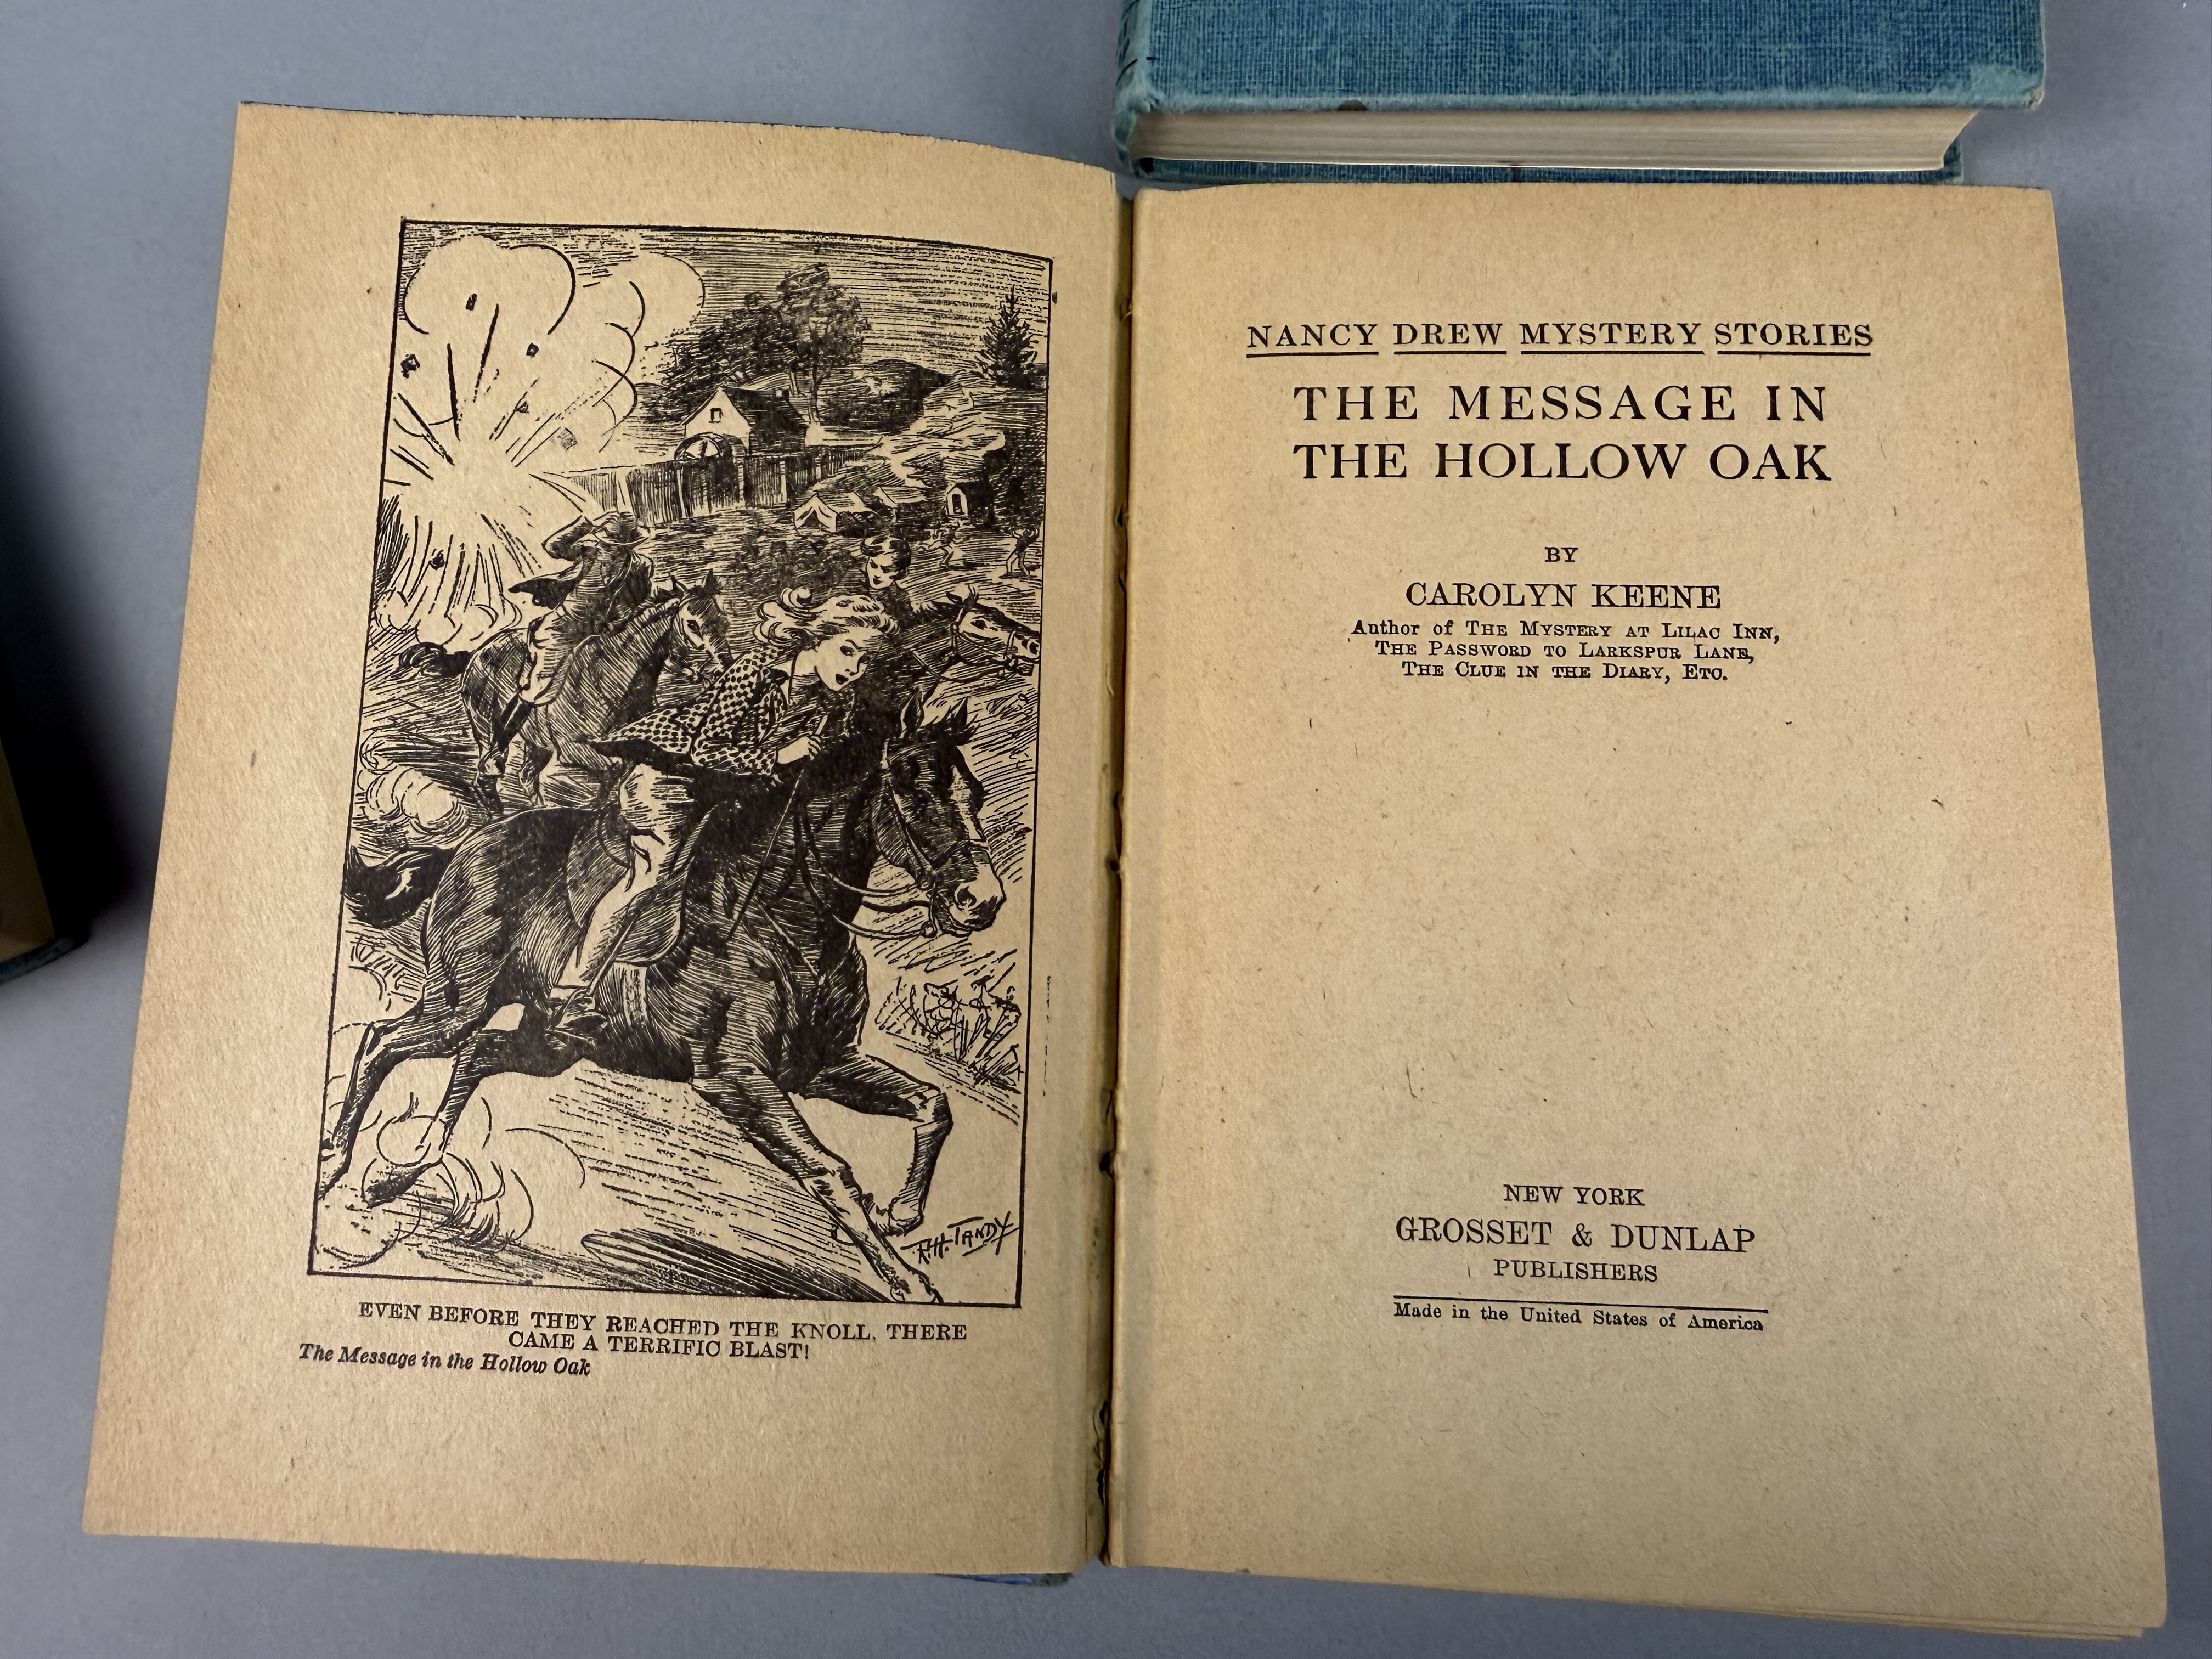 R.H. TANDY
EVEN BEFORE THEY REACHED THE KNOLL, THERE
CAME A TERRIFIC BLAST!
The Message in the Hollow Oak
NANCY DREW MYSTERY STORIES
THE MESSAGE IN
THE HOLLOW OAK
BY
CAROLYN KEENE
Author of THE MYSTERY AT LILAC INN,
THE PASSWORD TO LARKSPUR LANE,
THE CLUE IN THE DIARY, ETC.
NEW YORK
GROSSET & DUNLAP
PUBLISHERS
Made in the United States of America